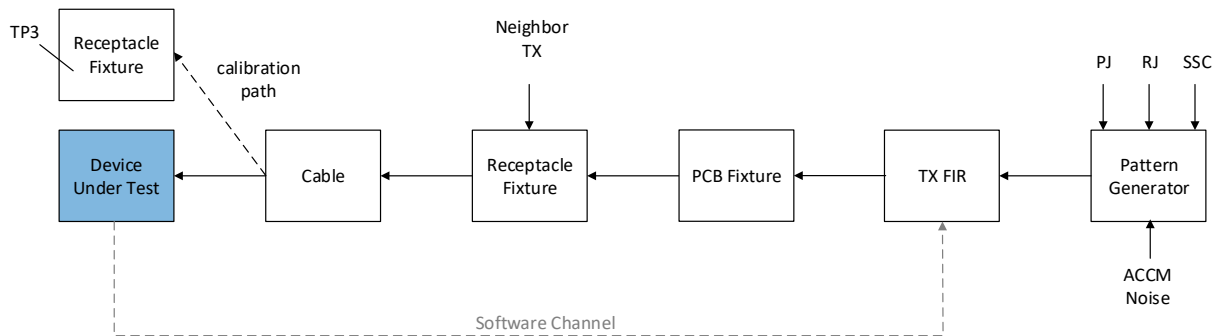 TP3
Receptacle
Fixture
calibration
path
Neighbor
TX
PJ
RJ
SSC
Device
Under Test
Cable
Receptacle
Fixture
PCB Fixture
TX FIR
Pattern
Generator
ACCM
Noise
Software Channel